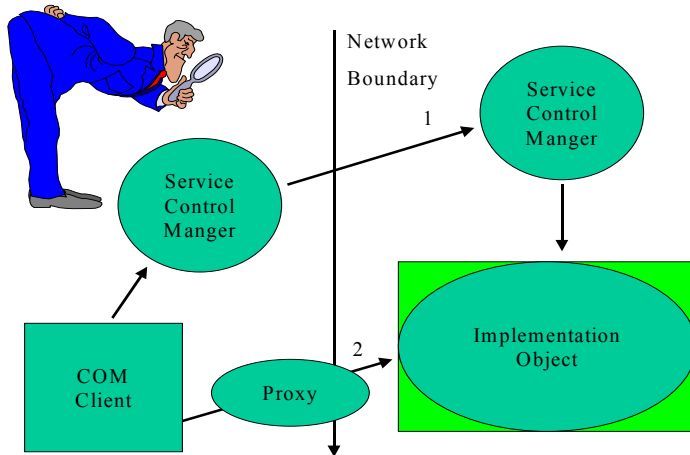 Network
Boundary
1
Service
Control
Manger
Service
Control
Manger
Implementation
Object
2
COM
Client
Proxy